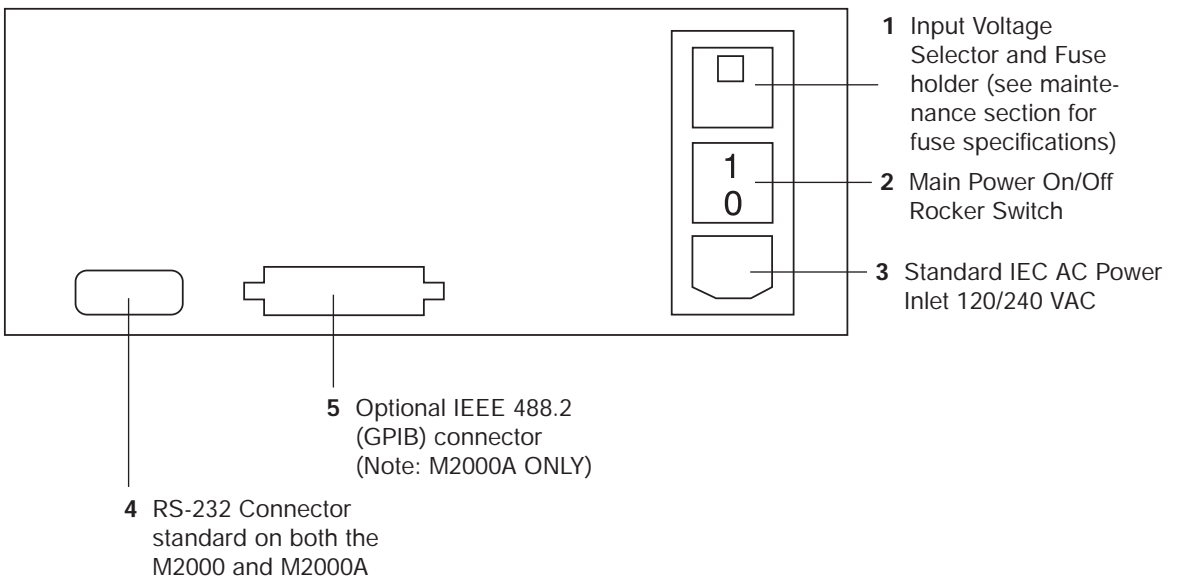 1 Input Voltage
Selector and Fuse
holder (see mainte-
nance section for
fuse specifications)
1
0
2 Main Power On/Off
Rocker Switch
3 Standard IEC AC Power
Inlet 120/240 VAC
5 Optional IEEE 488.2
(GPIB) connector
(Note: M2000A ONLY)
4 RS-232 Connector
standard on both the
M2000 and M2000A